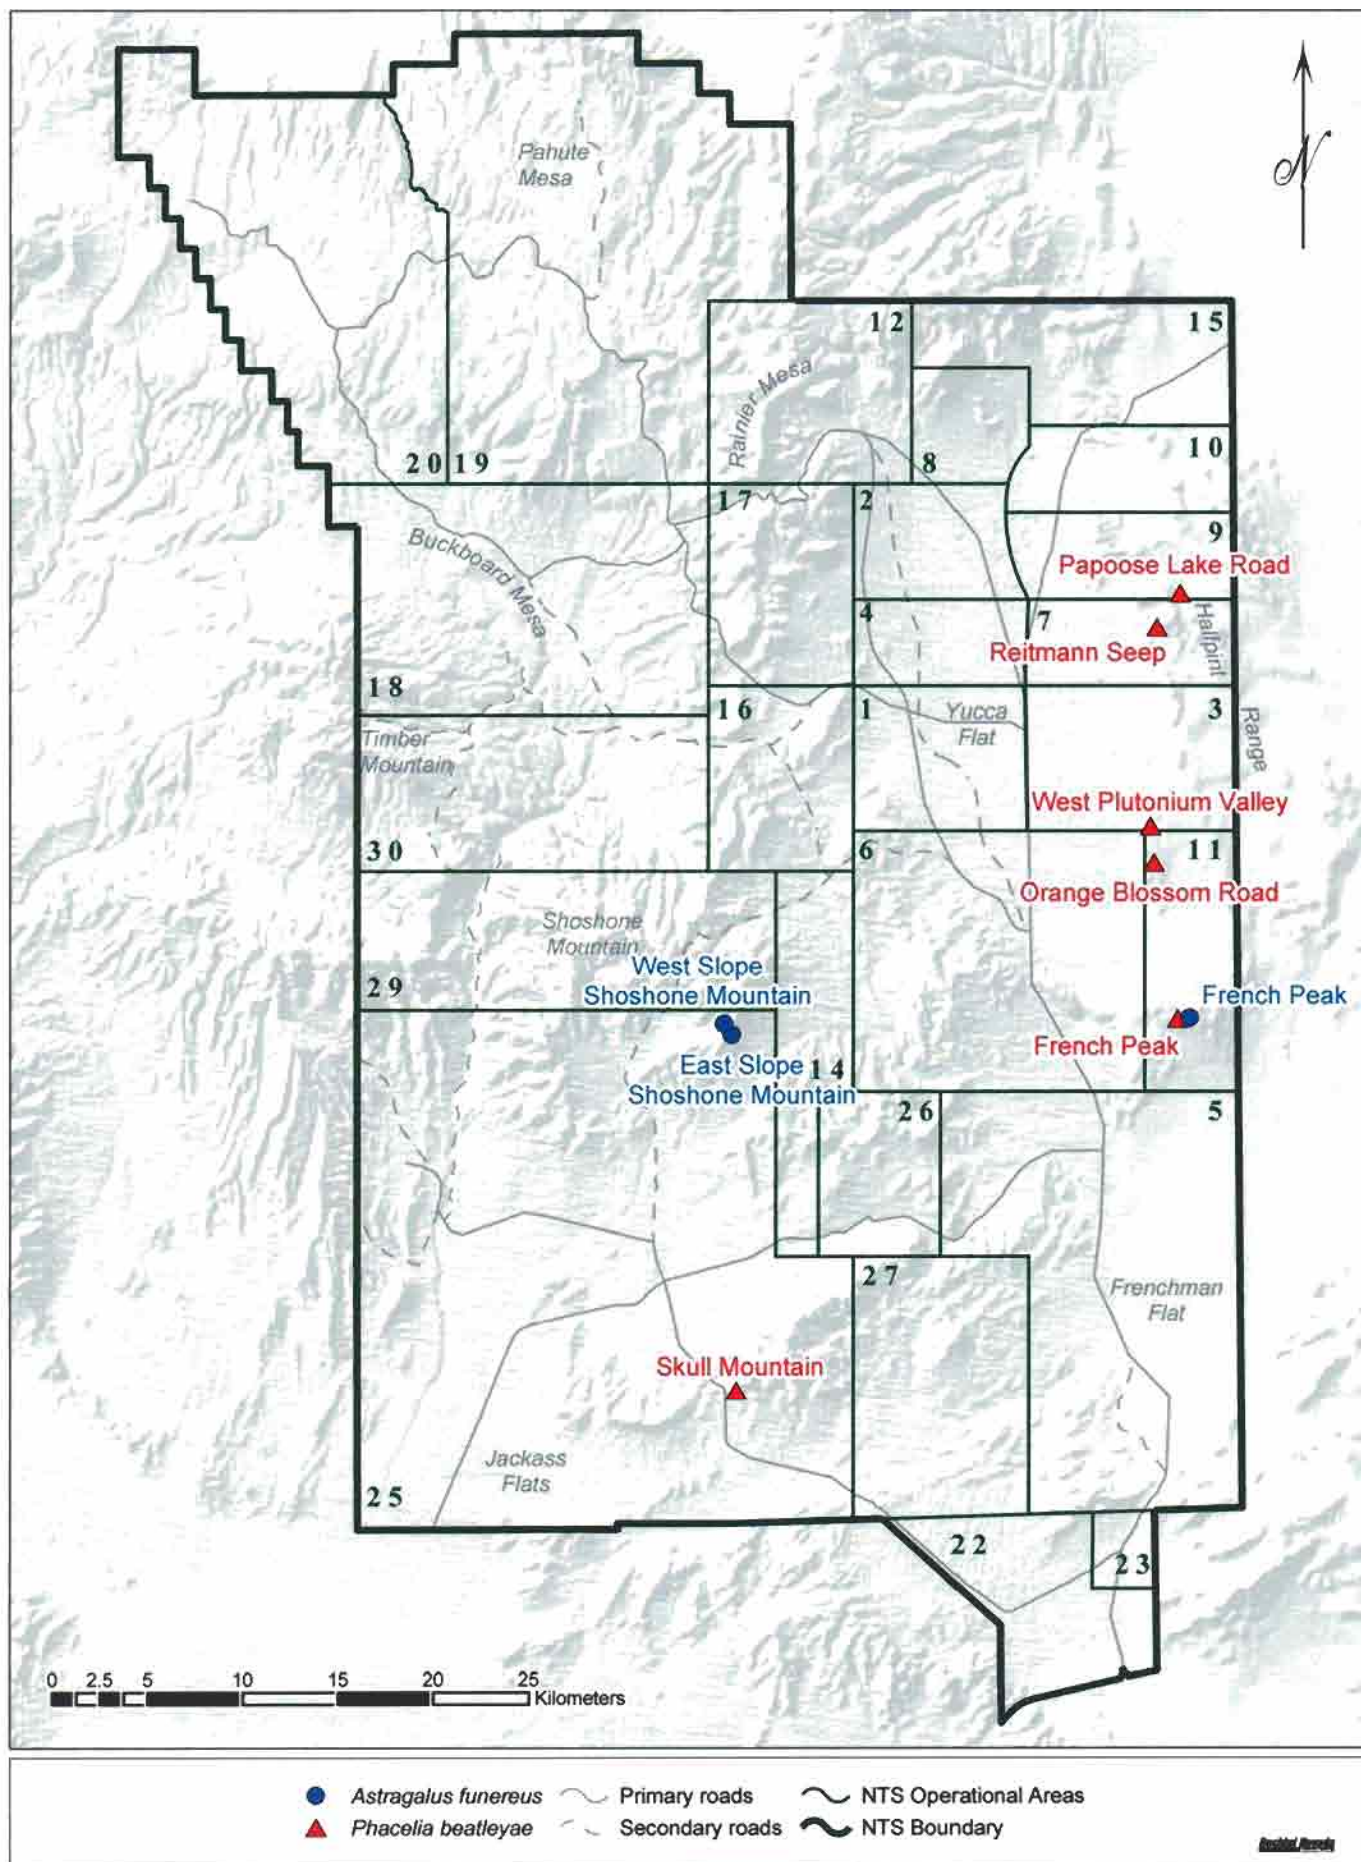 Pahute
Mesa
N
12
15
Rainier Mesa
20
19
8
10
17
2
9
Buckboard Mesa
Papoose Lake Road
4
7
Halfpint
Reitmann Seep
18
16
1
Yucca
Flat
3
Range
Timber
Mountain
West Plutonium Valley
30
6
11
Orange Blossom Road
Shoshone
Mountain
West Slope
Shoshone Mountain
29
French Peak
French Peak
East Slope
Shoshone Mountain
14
26
5
27
Frenchman
Flat
Skull Mountain
Jackass
Flats
25
22
23
0 2.5 5 10 15 20 25
Kilometers
Astragalus funereus
Primary roads
NTS Operational Areas
Phacelia beatleyae
Secondary roads
NTS Boundary